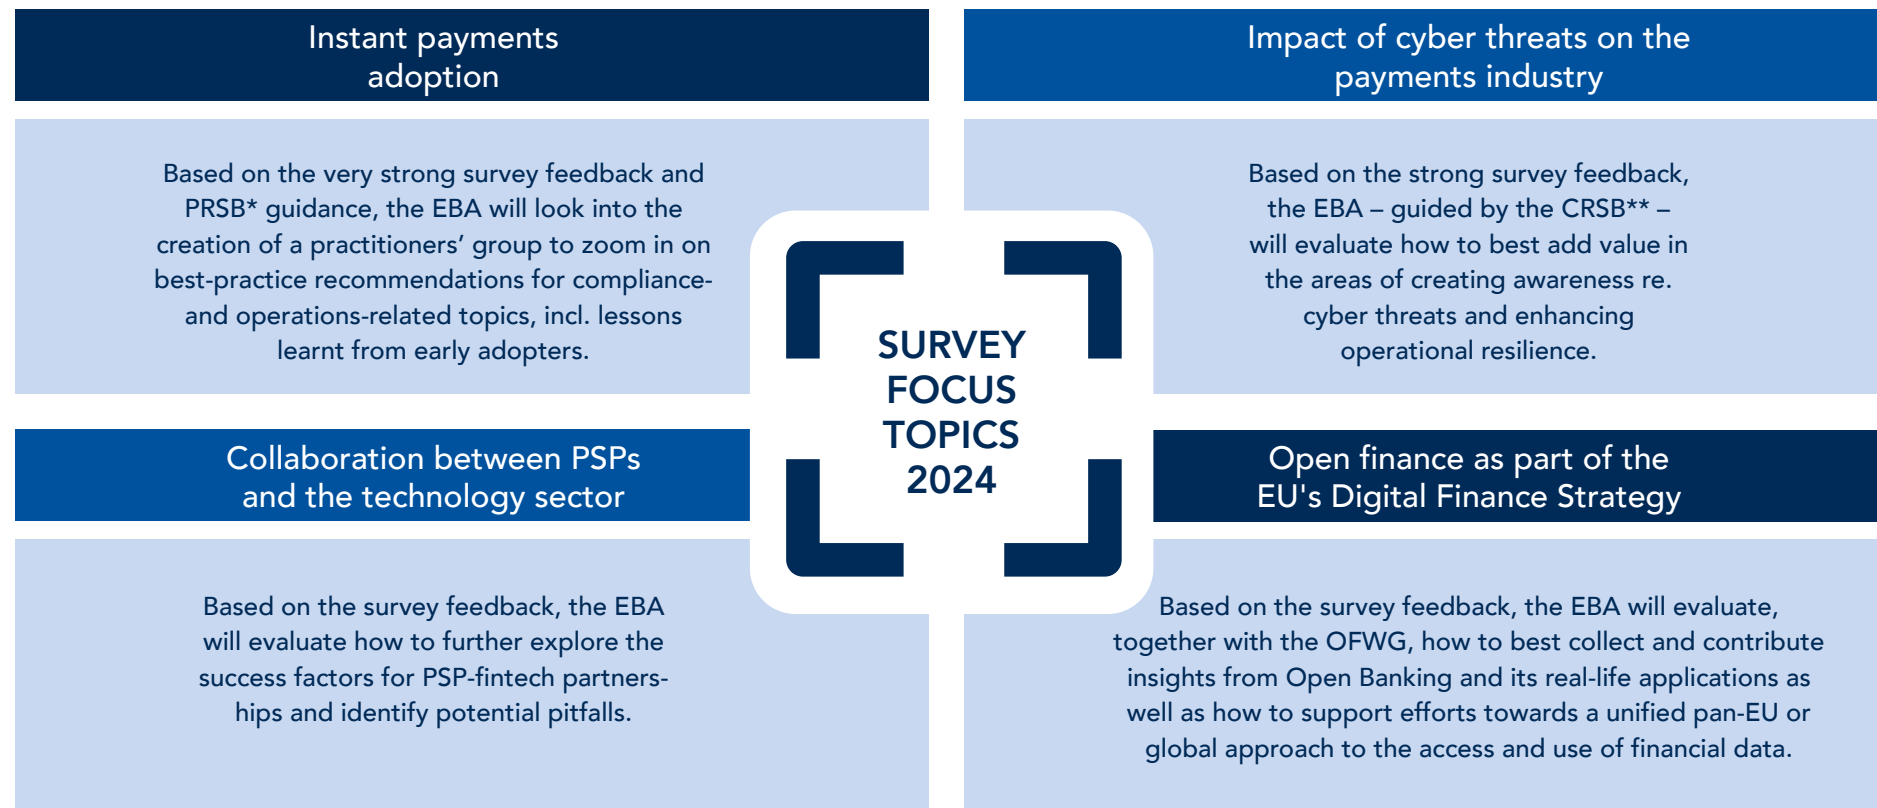 Instant payments
adoption
Based on the very strong survey feedback and
PRSB* guidance, the EBA will look into the
creation of a practitioners’ group to zoom in on
best-practice recommendations for compliance-
and operations-related topics, incl. lessons
learnt from early adopters.
Impact of cyber threats on the
payments industry
Based on the strong survey feedback,
the EBA – guided by the CRSB** –
will evaluate how to best add value in
the areas of creating awareness re.
cyber threats and enhancing
operational resilience.
SURVEY
FOCUS
TOPICS
2024
Collaboration between PSPs
and the technology sector
Based on the survey feedback, the EBA
will evaluate how to further explore the
success factors for PSP-fintech partners-
hips and identify potential pitfalls.
Open finance as part of the
EU's Digital Finance Strategy
Based on the survey feedback, the EBA will evaluate,
together with the OFWG, how to best collect and contribute
insights from Open Banking and its real-life applications as
well as how to support efforts towards a unified pan-EU or
global approach to the access and use of financial data.